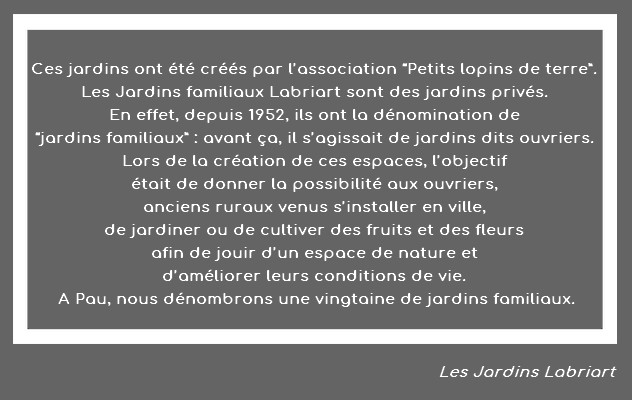 Ces jardins ont été créés par l'association "Petits lopins de terre".
Les Jardins familiaux Labriart sont des jardins privés.
En effet, depuis 1952, ils ont la dénomination de
"jardins familiaux" : avant ça, il s'agissait de jardins dits ouvriers.
Lors de la création de ces espaces, l'objectif
était de donner la possibilité aux ouvriers,
anciens ruraux venus s'installer en ville,
de jardiner ou de cultiver des fruits et des fleurs
afin de jouir d'un espace de nature et
d'améliorer leurs conditions de vie.
A Pau, nous dénombrons une vingtaine de jardins familiaux.
Les Jardins Labriart